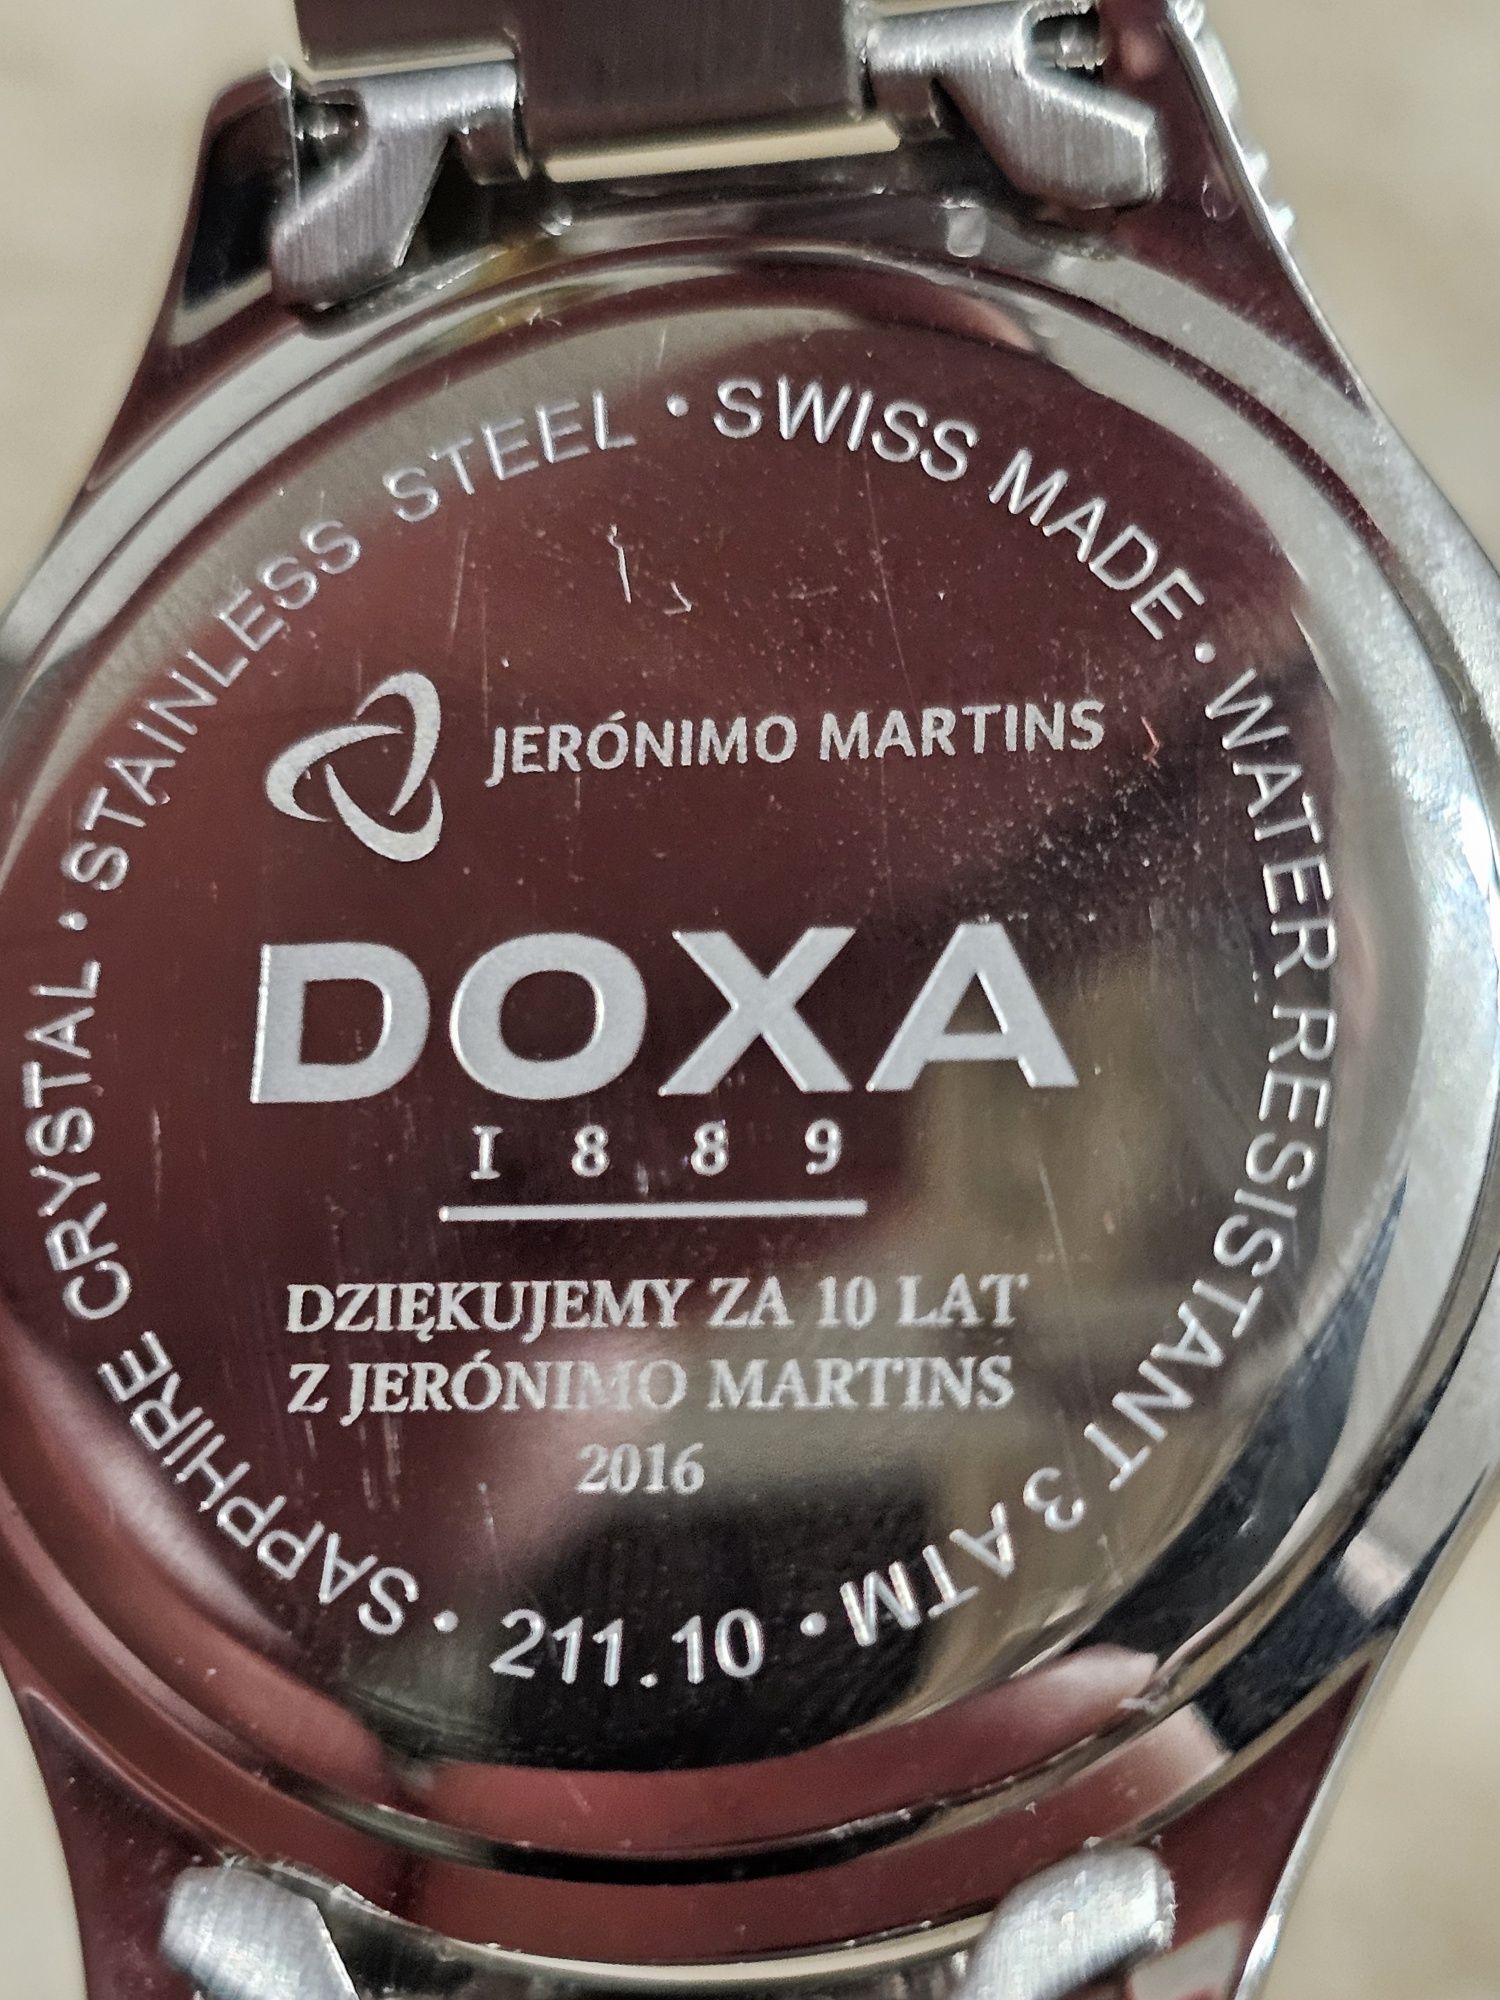 SAPPHIRE CRYSTAL • STAINLESS STEEL • SWISS MADE • WATER RESISTANT 3 ATM • 211.10 •
JERÓNIMO MARTINS
DOXA
1889
DZIĘKUJEMY ZA 10 LAT
Z JERÓNIMO MARTINS
2016